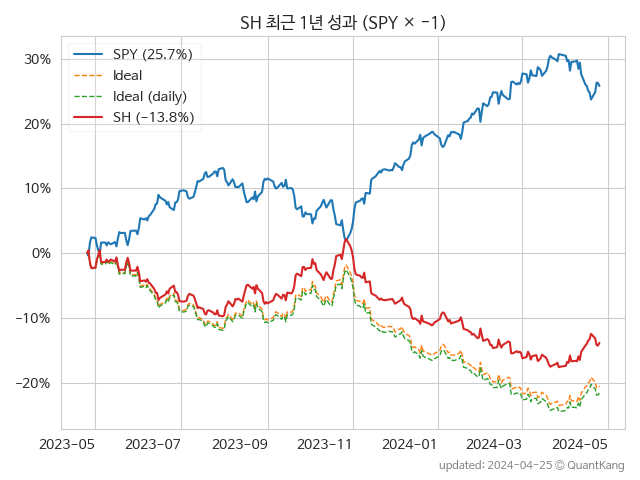 SH 최근 1년 성과 (SPY × −1)
SPY (25.7%)
Ideal
Ideal (daily)
SH (−13.8%)
30%
20%
10%
0%
−10%
−20%
2023-05
2023-07
2023-09
2023-11
2024-01
2024-03
2024-05
updated: 2024-04-25 © QuantKang